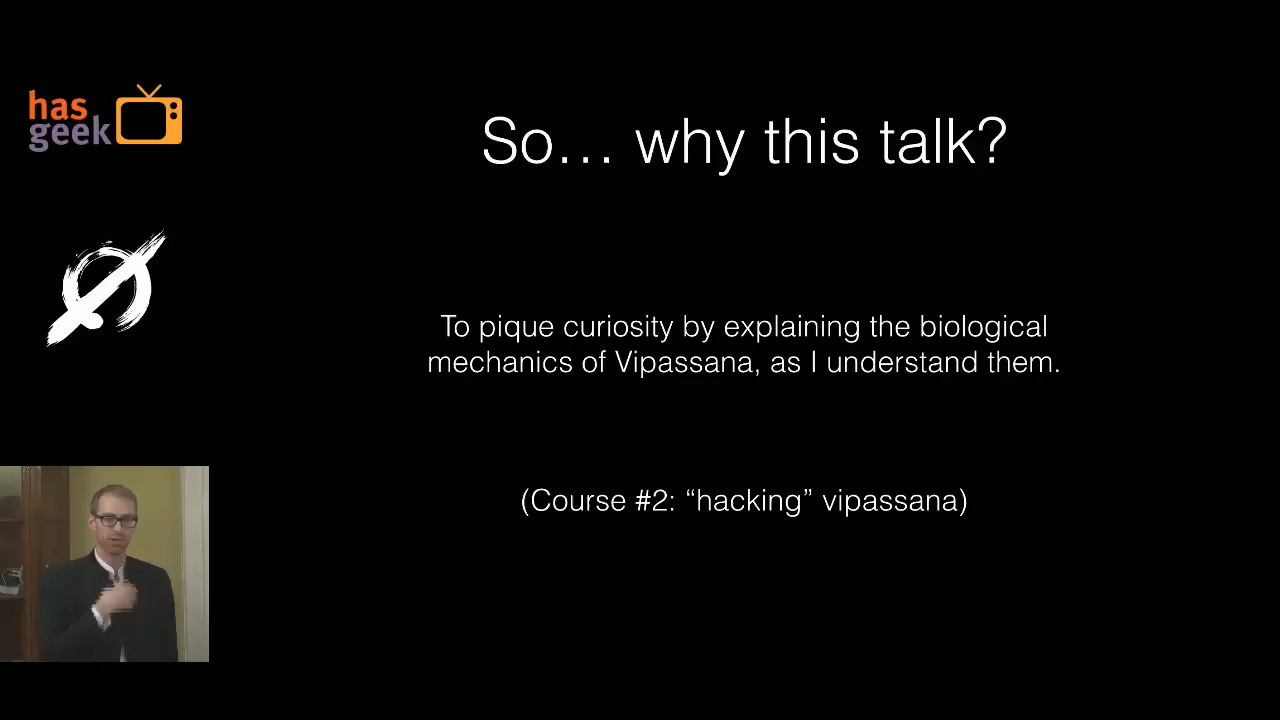 has
geek
So… why this talk?
To pique curiosity by explaining the biological
mechanics of Vipassana, as I understand them.
(Course #2: “hacking” vipassana)